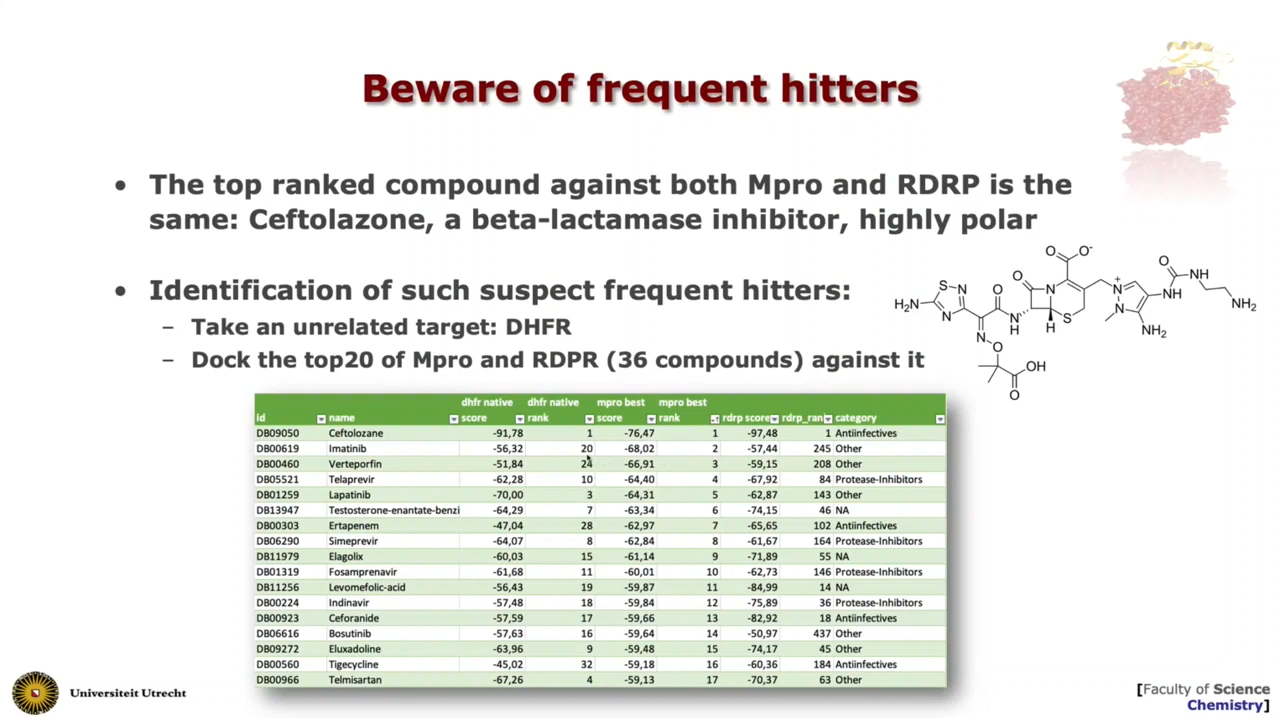 Beware of frequent hitters
• The top ranked compound against both Mpro and RDRP is the
same: Ceftolazone, a beta-lactamase inhibitor, highly polar
• Identification of such suspect frequent hitters:
– Take an unrelated target: DHFR
– Dock the top20 of Mpro and RDPR (36 compounds) against it
O O-
O O NH
S N O N N+ NH NH2
H2N N NH H S N NH2
N O
OH
O
dhfr native dhfr native mpro best mpro best
id name score rank score rank rdrp score rdrp_rank category
DB09050 Ceftolozane -91,78 1 -76,47 1 -97,48 1 Antiinfectives
DB00619 Imatinib -56,32 20 -68,02 2 -57,44 245 Other
DB00460 Verteporfin -51,84 24 -66,91 3 -59,15 208 Other
DB05521 Telaprevir -62,28 10 -64,40 4 -67,92 84 Protease-Inhibitors
DB01259 Lapatinib -70,00 3 -64,31 5 -62,87 143 Other
DB13947 Testosterone-enantate-benzi -64,29 7 -63,34 6 -74,15 46 NA
DB00303 Ertapenem -47,04 28 -62,97 7 -65,65 102 Antiinfectives
DB06290 Simeprevir -64,07 8 -62,84 8 -61,67 164 Protease-Inhibitors
DB11979 Elagolix -60,03 15 -61,14 9 -71,89 55 NA
DB01319 Fosamprenavir -61,68 11 -60,01 10 -62,73 146 Protease-Inhibitors
DB11256 Levomefolic-acid -56,43 19 -59,87 11 -84,99 14 NA
DB00224 Indinavir -57,48 18 -59,84 12 -75,89 36 Protease-Inhibitors
DB00923 Ceforanide -57,59 17 -59,66 13 -82,92 18 Antiinfectives
DB06616 Bosutinib -57,63 16 -59,64 14 -50,97 437 Other
DB09272 Eluxadoline -63,96 9 -59,48 15 -74,17 45 Other
DB00560 Tigecycline -45,02 32 -59,18 16 -60,36 184 Antiinfectives
DB00966 Telmisartan -67,26 4 -59,13 17 -70,37 63 Other
Universiteit Utrecht
[Faculty of Science
Chemistry]